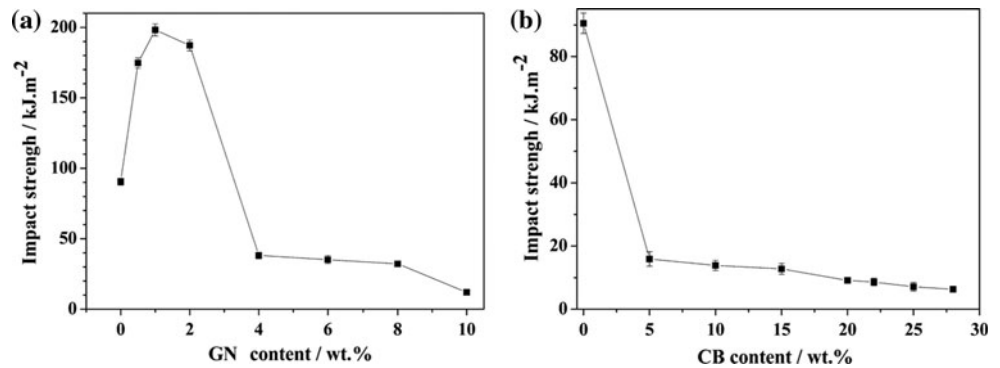 (a)
200
150
100
50
0
Impact strengh / kJ.m-2
0 2 4 6 8 10
GN content / wt.%
(b)
80
60
40
20
0
Impact strengh / kJ.m-2
0 5 10 15 20 25 30
CB content / wt.%